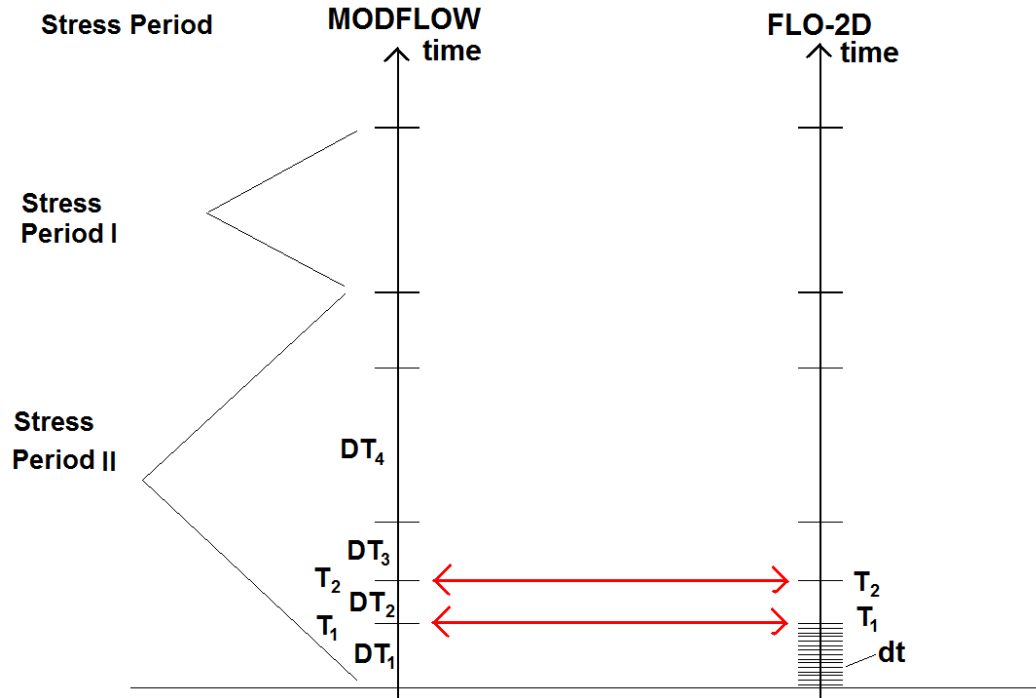 Stress Period
MODFLOW
time
FLO-2D
time
Stress
Period I
Stress
Period II
DT4
DT3
T2
DT2
T1
DT1
T2
T1
dt